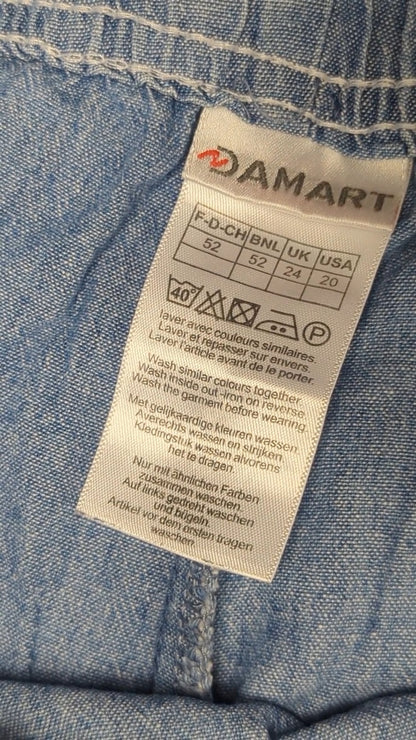 DAMART
F-D-CH BNL UK USA
52 52 24 20
40° P
laver avec couleurs similaires.
Laver et repasser sur envers.
Laver l'article avant de le porter.
Wash similar colours together.
Wash inside out -iron on reverse.
Wash the garment before wearing.
Met gelijkaardige kleuren wassen.
Averechts wassen en strijken.
Kledingstuk wassen alvorens
het te dragen.
Nur mit ähnlichen Farben
zusammen waschen.
Auf links gedreht waschen
und bügeln.
Artikel vor dem ersten tragen
waschen.